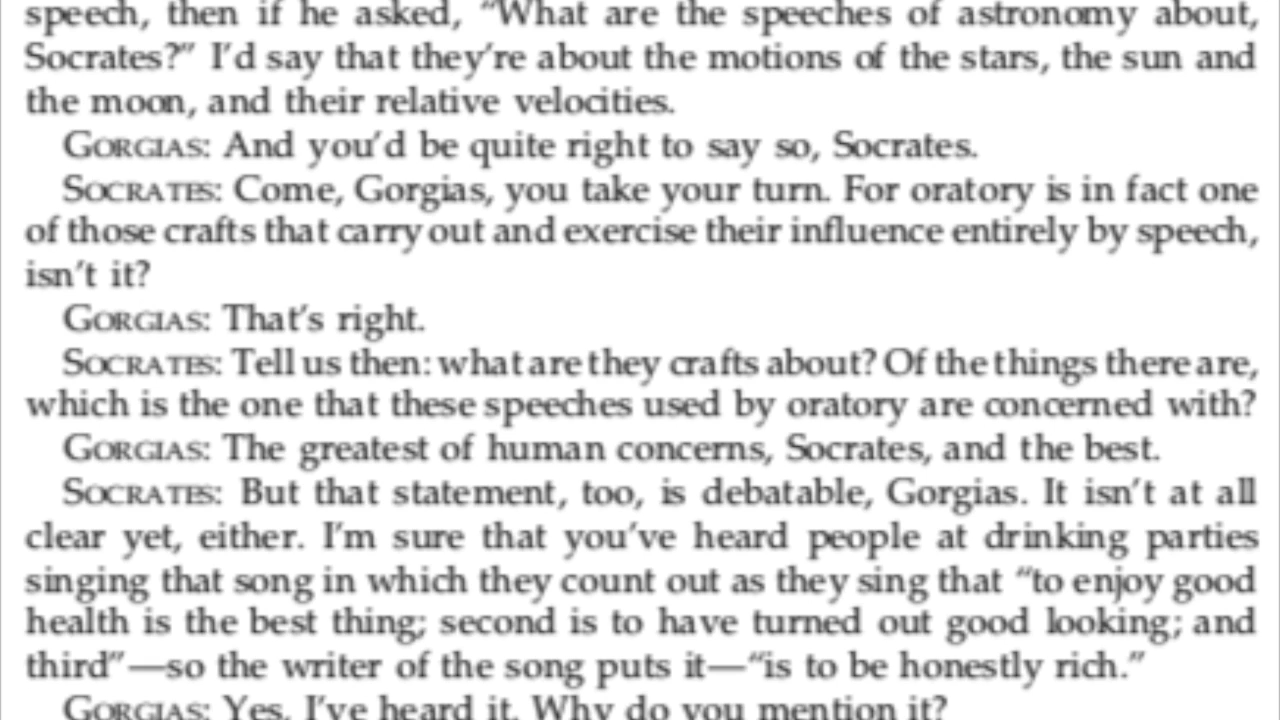 speech, then if he asked, “What are the speeches of astronomy about,
Socrates?” I’d say that they’re about the motions of the stars, the sun and
the moon, and their relative velocities.
GORGIAS: And you’d be quite right to say so, Socrates.
SOCRATES: Come, Gorgias, you take your turn. For oratory is in fact one
of those crafts that carry out and exercise their influence entirely by speech,
isn’t it?
GORGIAS: That’s right.
SOCRATES: Tell us then: what are they crafts about? Of the things there are,
which is the one that these speeches used by oratory are concerned with?
GORGIAS: The greatest of human concerns, Socrates, and the best.
SOCRATES: But that statement, too, is debatable, Gorgias. It isn’t at all
clear yet, either. I’m sure that you’ve heard people at drinking parties
singing that song in which they count out as they sing that “to enjoy good
health is the best thing; second is to have turned out good looking; and
third”—so the writer of the song puts it—“is to be honestly rich.”
GORGIAS: Yes, I’ve heard it. Why do you mention it?